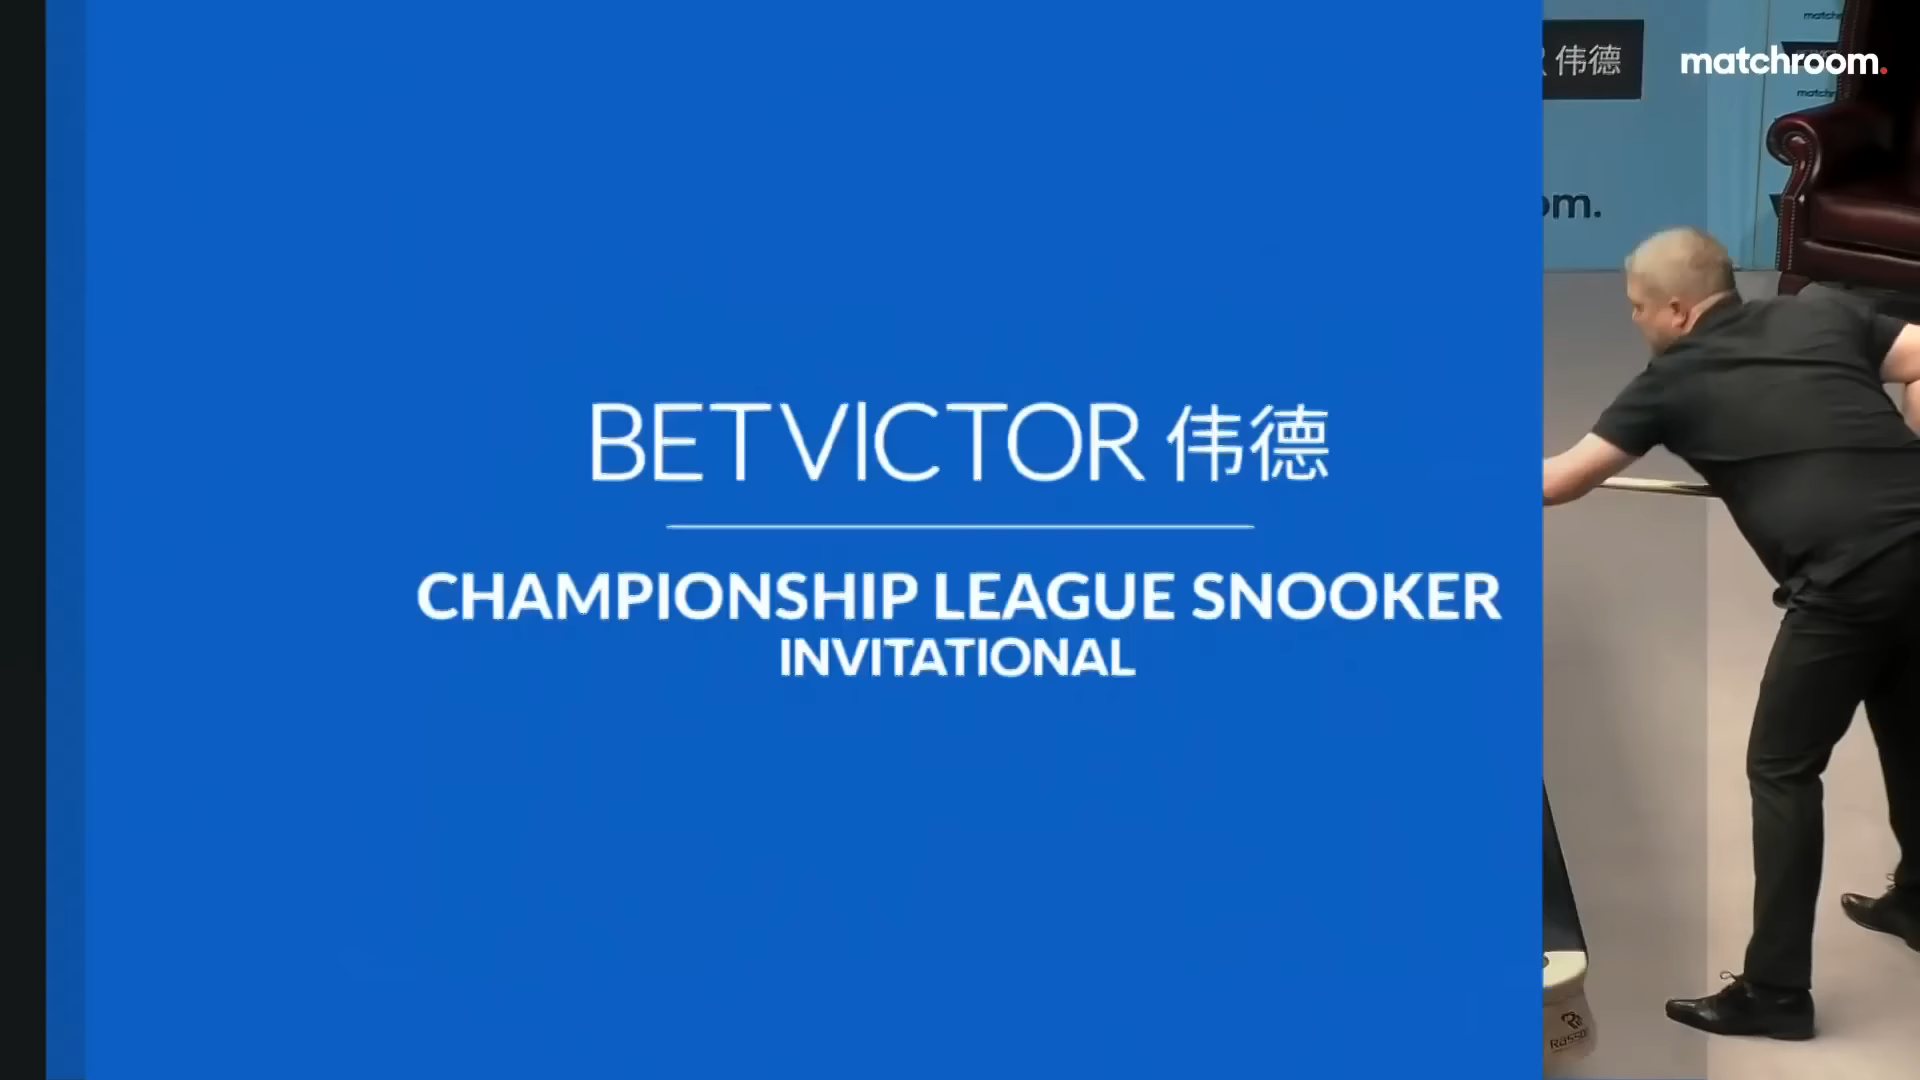 伟德
matchroom.
om.
BETVICTOR 伟德
CHAMPIONSHIP LEAGUE SNOOKER
INVITATIONAL